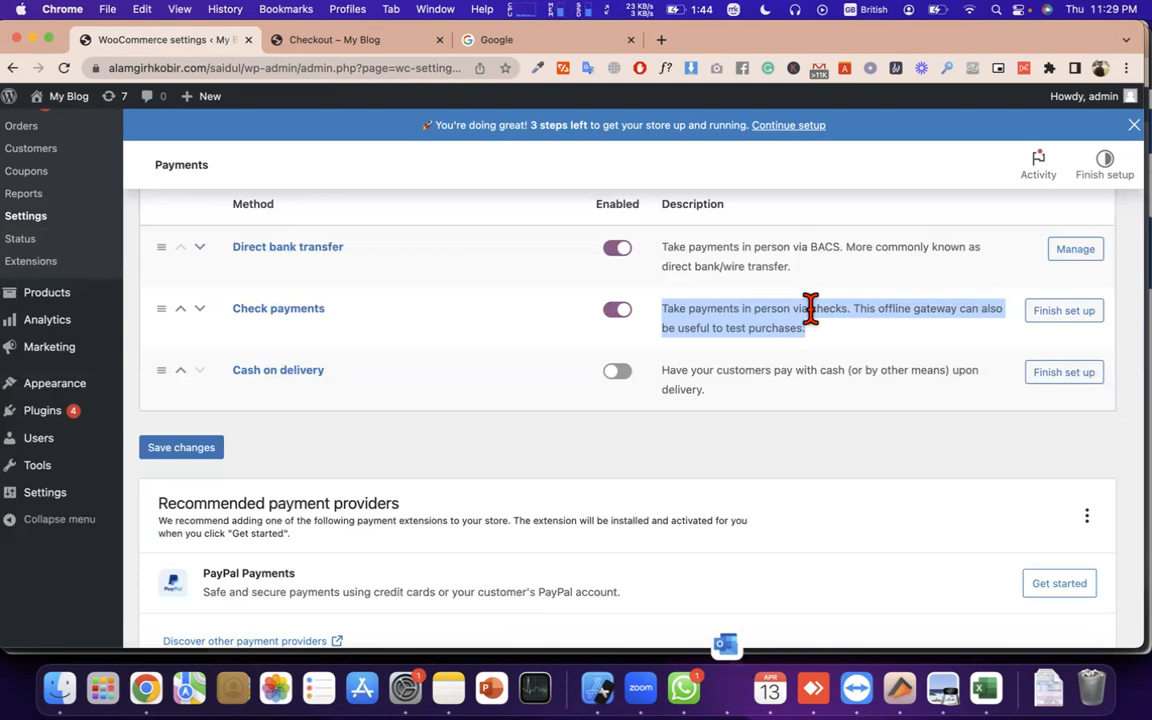 Chrome File Edit View History Bookmarks Profiles Tab Window Help 23 KB/s 3 KB/s 1:44 British Thu 11:29 PM
WooCommerce settings ‹ My B Checkout – My Blog Google
alamgirhkobir.com/saidul/wp-admin/admin.php?page=wc-setting... >11K
My Blog 7 0 New Howdy, admin
Orders
Customers
Coupons
Reports
Settings
Status
Extensions
Products
Analytics
Marketing
Appearance
Plugins 4
Users
Tools
Settings
Collapse menu
You're doing great! 3 steps left to get your store up and running. Continue setup
Payments
Activity Finish setup
Method Enabled Description
Direct bank transfer
Take payments in person via BACS. More commonly known as
direct bank/wire transfer.
Manage
Check payments
Take payments in person via checks. This offline gateway can also
be useful to test purchases.
Finish set up
Cash on delivery
Have your customers pay with cash (or by other means) upon
delivery.
Finish set up
Save changes
Recommended payment providers
We recommend adding one of the following payment extensions to your store. The extension will be installed and activated for you
when you click "Get started".
PayPal Payments
Safe and secure payments using credit cards or your customer's PayPal account.
PayPal
Get started
Discover other payment providers
1 zoom 1 APR
13